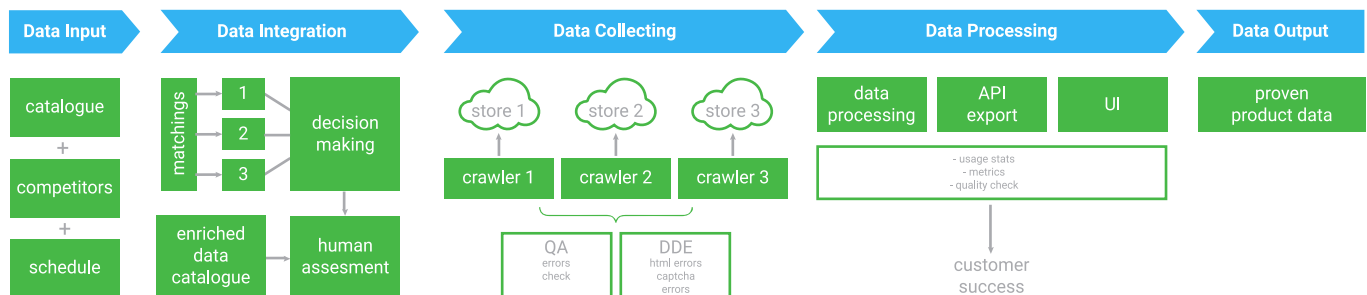 Data Input
Data Integration
Data Collecting
Data Processing
Data Output
catalogue
+
competitors
+
schedule
matchings
1
2
3
decision
making
enriched
data
catalogue
human
assesment
store 1
store 2
store 3
crawler 1
crawler 2
crawler 3
QA
errors
check
DDE
html errors
captcha
errors
data
processing
API
export
UI
- usage stats
- metrics
- quality check
customer
success
proven
product data